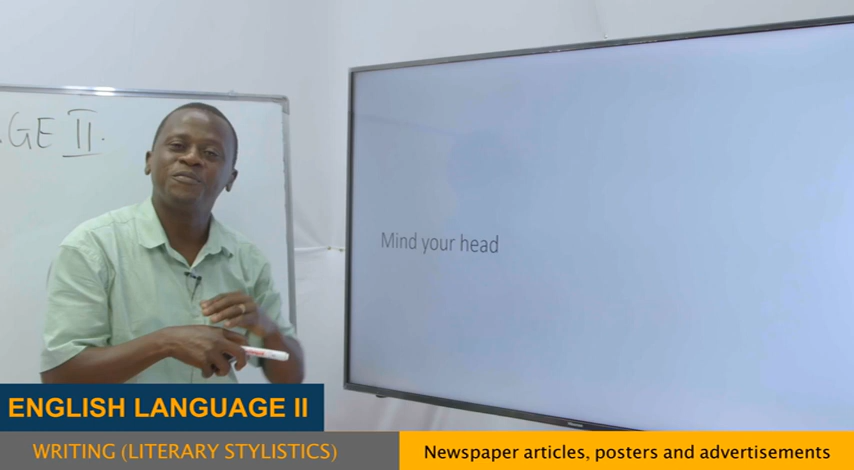 GE II.
Mind your head
ENGLISH LANGUAGE II
WRITING (LITERARY STYLISTICS)
Newspaper articles, posters and advertisements